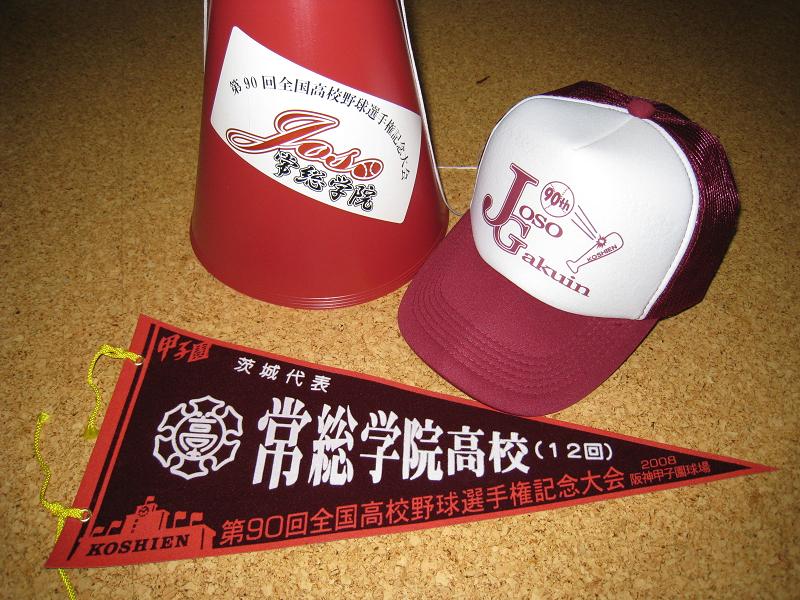 第90回全国高校野球選手権記念大会
Joso
常総学院
90th
Joso
Gakuin
KOSHIEN
甲子園
茨城代表
常総学院高校(12回)
第90回全国高校野球選手権記念大会
2008
阪神甲子園球場
KOSHIEN